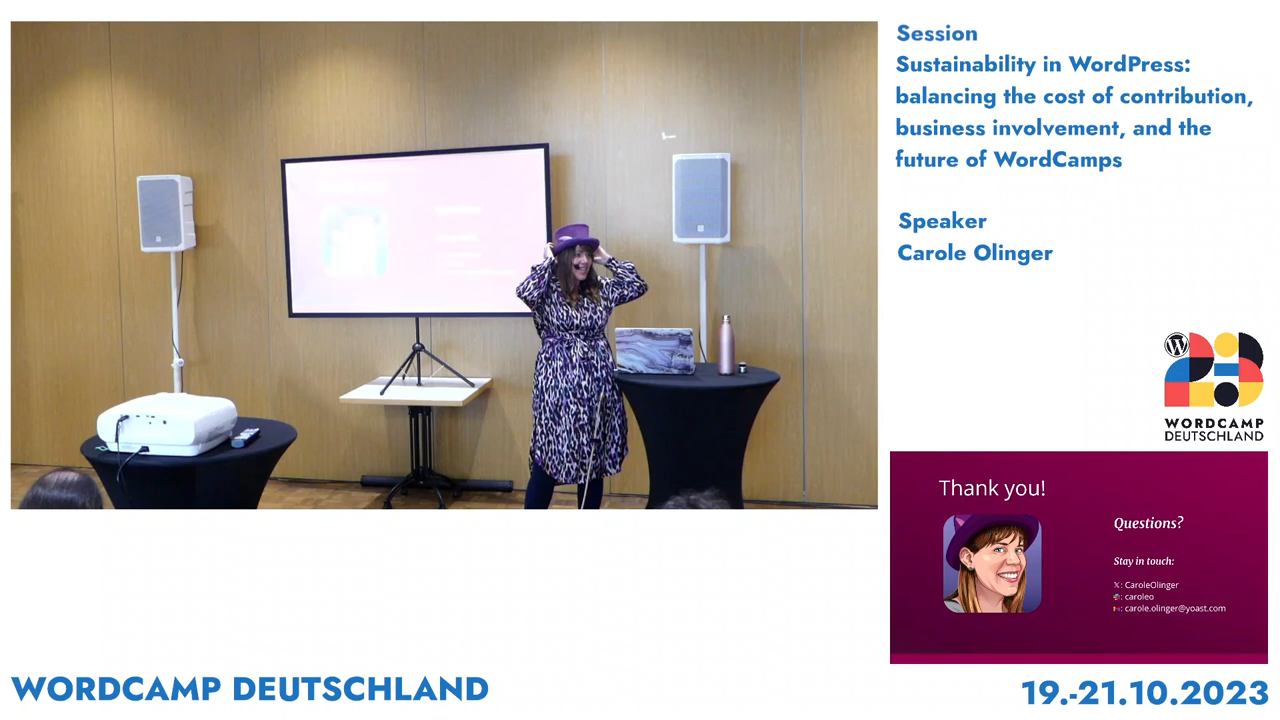 Session
Sustainability in WordPress:
balancing the cost of contribution,
business involvement, and the
future of WordCamps
Speaker
Carole Olinger
W
WORDCAMP
DEUTSCHLAND
Thank you!
Questions?
Stay in touch:
X: CaroleOlinger
: caroleo
M: carole.olinger@yoast.com
WORDCAMP DEUTSCHLAND
19.-21.10.2023